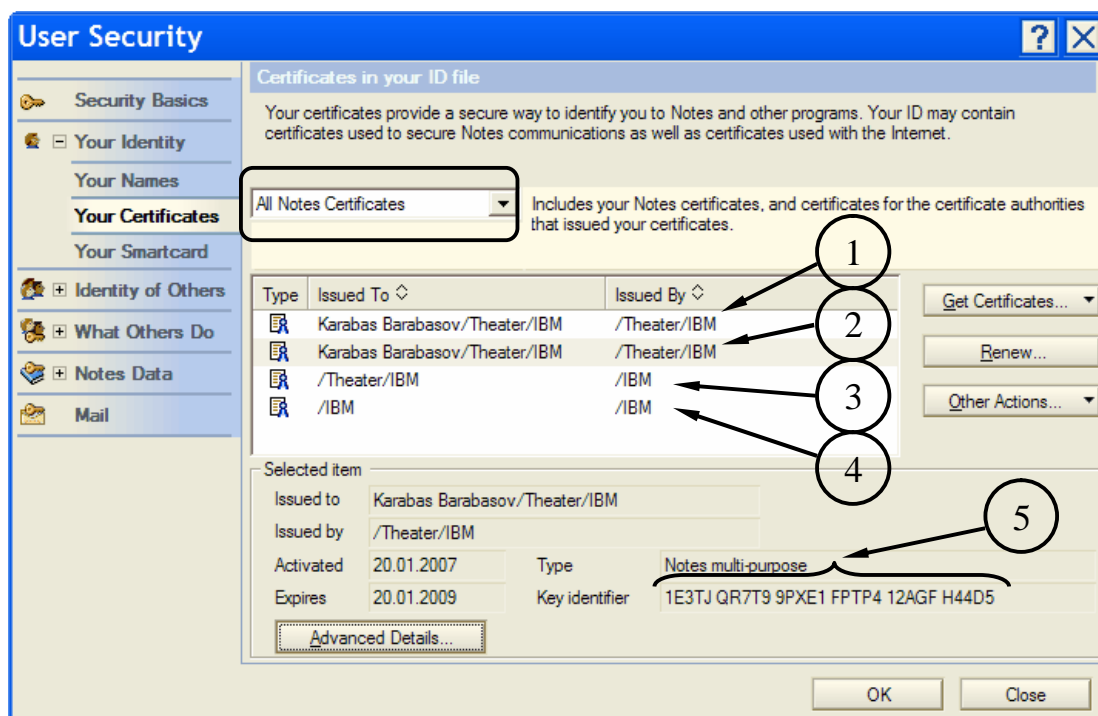 User Security
?
Certificates in your ID file
Security Basics
Your Identity
Your Names
Your Certificates
Your Smartcard
Identity of Others
What Others Do
Notes Data
Mail
Your certificates provide a secure way to identify you to Notes and other programs. Your ID may contain
certificates used to secure Notes communications as well as certificates used with the Internet.
All Notes Certificates
Includes your Notes certificates, and certificates for the certificate authorities
that issued your certificates.
Type Issued To Issued By
Karabas Barabasov/Theater/IBM /Theater/IBM
Karabas Barabasov/Theater/IBM /Theater/IBM
/Theater/IBM /IBM
/IBM /IBM
1
2
3
4
5
Get Certificates...
Renew...
Other Actions...
Selected item
Issued to Karabas Barabasov/Theater/IBM
Issued by /Theater/IBM
Activated 20.01.2007 Type Notes multi-purpose
Expires 20.01.2009 Key identifier 1E3TJ QR7T9 9PXE1 FPTP4 12AGF H44D5
Advanced Details...
OK Close